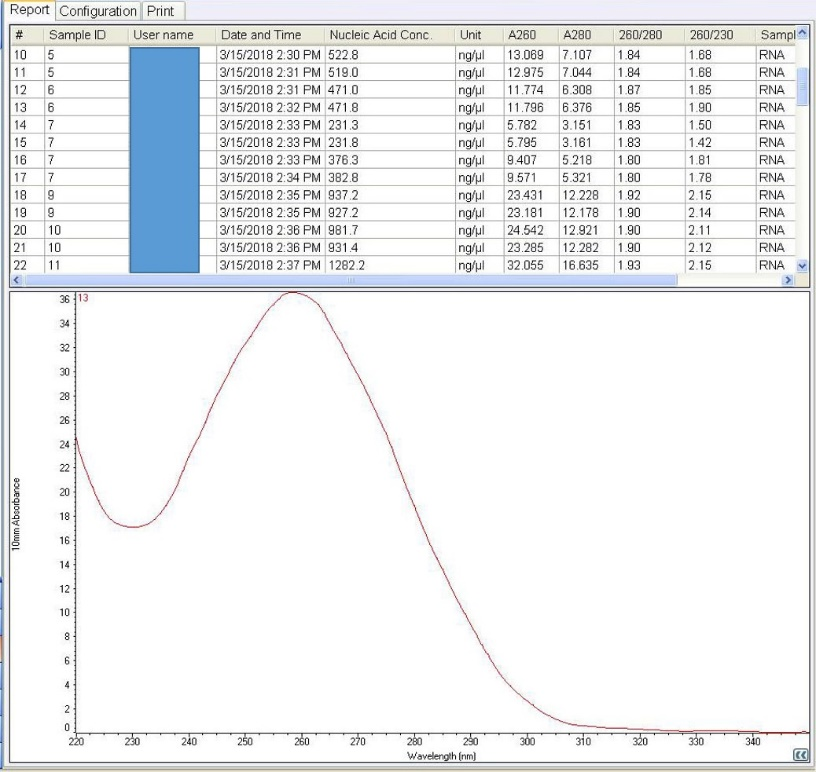 Report Configuration Print
# Sample ID User name Date and Time Nucleic Acid Conc. Unit A260 A280 260/280 260/230 Sampl
10 5 3/15/2018 2:30 PM 522.8 ng/µl 13.069 7.107 1.84 1.68 RNA
11 5 3/15/2018 2:31 PM 519.0 ng/µl 12.975 7.044 1.84 1.68 RNA
12 6 3/15/2018 2:31 PM 471.0 ng/µl 11.774 6.308 1.87 1.85 RNA
13 6 3/15/2018 2:32 PM 471.8 ng/µl 11.796 6.376 1.85 1.90 RNA
14 7 3/15/2018 2:33 PM 231.3 ng/µl 5.782 3.151 1.83 1.50 RNA
15 7 3/15/2018 2:33 PM 231.8 ng/µl 5.795 3.161 1.83 1.42 RNA
16 7 3/15/2018 2:33 PM 376.3 ng/µl 9.407 5.218 1.80 1.81 RNA
17 7 3/15/2018 2:34 PM 382.8 ng/µl 9.571 5.321 1.80 1.78 RNA
18 9 3/15/2018 2:35 PM 937.2 ng/µl 23.431 12.228 1.92 2.15 RNA
19 9 3/15/2018 2:35 PM 927.2 ng/µl 23.181 12.178 1.90 2.14 RNA
20 10 3/15/2018 2:36 PM 981.7 ng/µl 24.542 12.921 1.90 2.11 RNA
21 10 3/15/2018 2:36 PM 931.4 ng/µl 23.285 12.282 1.90 2.12 RNA
22 11 3/15/2018 2:37 PM 1282.2 ng/µl 32.055 16.635 1.93 2.15 RNA
36 13
34
32
30
28
26
24
22
20
18
16
14
12
10
8
6
4
2
0
10mm Absorbance
220 230 240 250 260 270 280 290 300 310 320 330 340
Wavelength (nm)